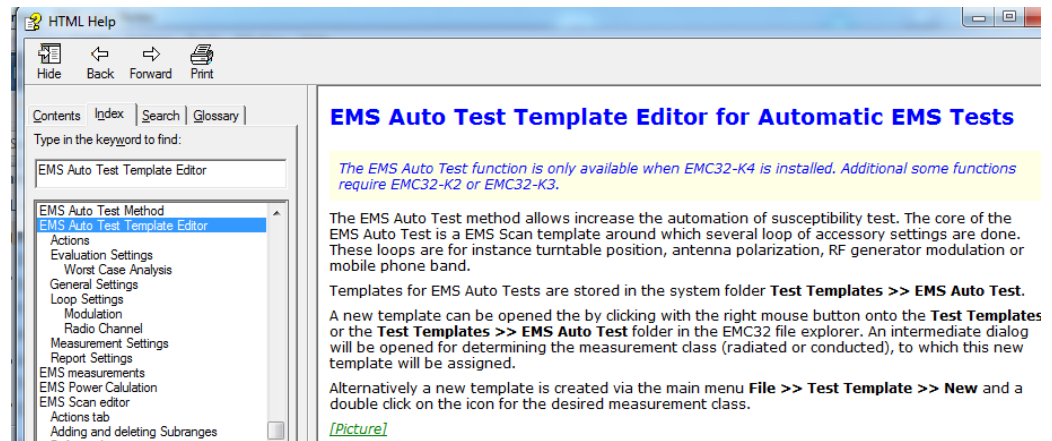 HTML Help
Hide Back Forward Print
Contents Index Search Glossary
Type in the keyword to find:
EMS Auto Test Template Editor
EMS Auto Test Method
EMS Auto Test Template Editor
Actions
Evaluation Settings
Worst Case Analysis
General Settings
Loop Settings
Modulation
Radio Channel
Measurement Settings
Report Settings
EMS measurements
EMS Power Calulation
EMS Scan editor
Actions tab
Adding and deleting Subranges
EMS Auto Test Template Editor for Automatic EMS Tests
The EMS Auto Test function is only available when EMC32-K4 is installed. Additional some functions
require EMC32-K2 or EMC32-K3.
The EMS Auto Test method allows increase the automation of susceptibility test. The core of the
EMS Auto Test is a EMS Scan template around which several loop of accessory settings are done.
These loops are for instance turntable position, antenna polarization, RF generator modulation or
mobile phone band.
Templates for EMS Auto Tests are stored in the system folder Test Templates >> EMS Auto Test.
A new template can be opened the by clicking with the right mouse button onto the Test Templates
or the Test Templates >> EMS Auto Test folder in the EMC32 file explorer. An intermediate dialog
will be opened for determining the measurement class (radiated or conducted), to which this new
template will be assigned.
Alternatively a new template is created via the main menu File >> Test Template >> New and a
double click on the icon for the desired measurement class.
[Picture]